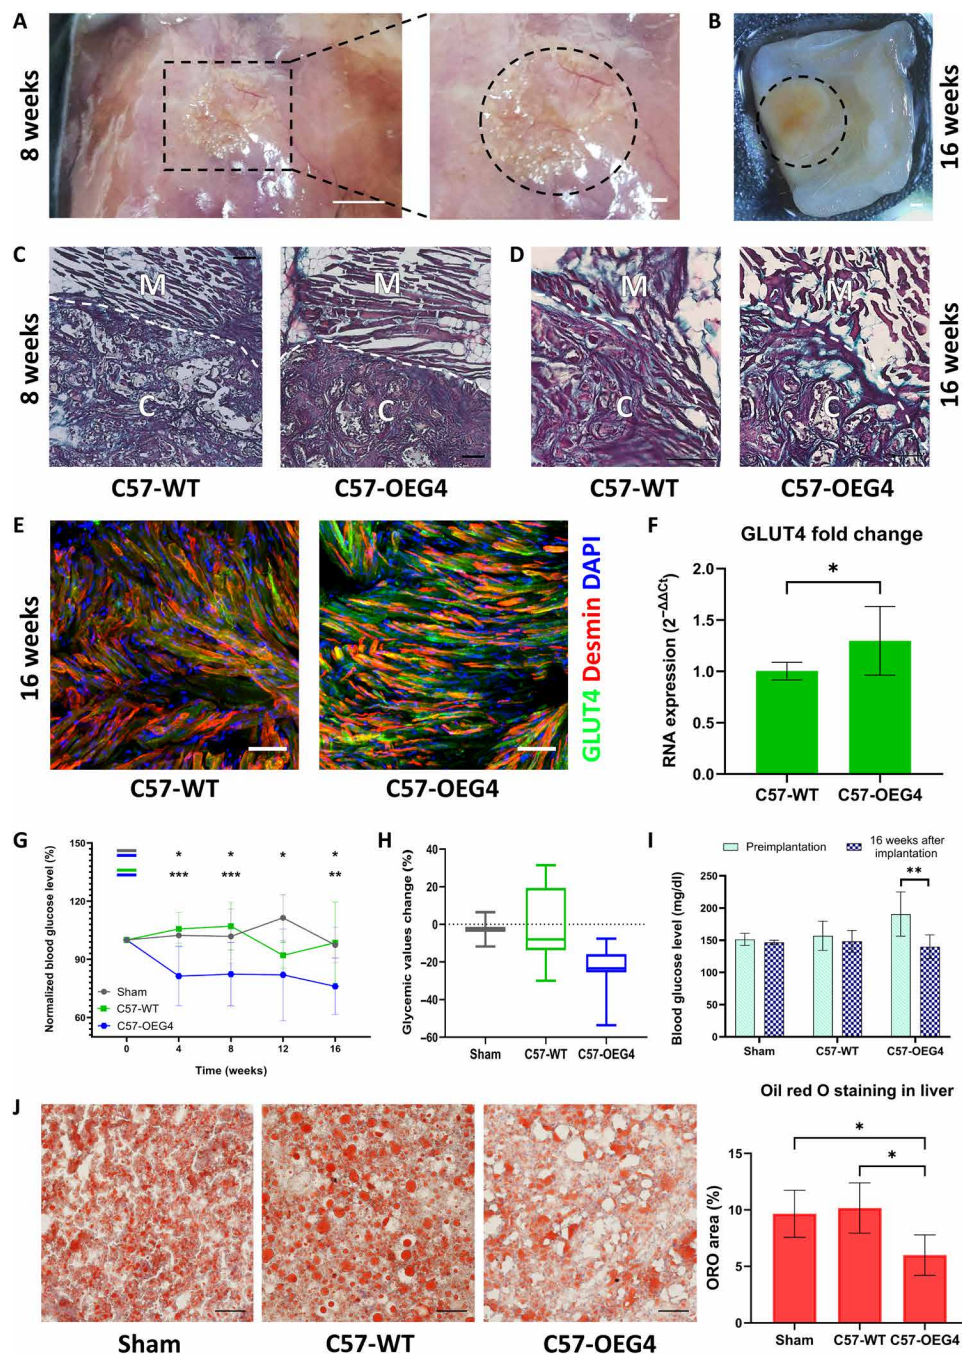 A
8 weeks
B
16 weeks
C
8 weeks
M
C
C57-WT
M
C
C57-OEG4
D
M
C
C57-WT
M
C
C57-OEG4
16 weeks
E
16 weeks
C57-WT
C57-OEG4
GLUT4 Desmin DAPI
F
GLUT4 fold change
RNA expression (2^−ΔΔCt)
2.0
1.5
1.0
0.5
0.0
*
C57-WT
C57-OEG4
G
Normalized blood glucose level (%)
150
120
90
60
* * * *
*** *** **
Sham
C57-WT
C57-OEG4
0 4 8 12 16
Time (weeks)
H
Glycemic values change (%)
40
20
0
−20
−40
−60
Sham C57-WT C57-OEG4
I
Preimplantation
16 weeks after
implantation
Blood glucose level (mg/dl)
250
200
150
100
50
0
**
Sham C57-WT C57-OEG4
J
Sham
C57-WT
C57-OEG4
Oil red O staining in liver
ORO area (%)
15
10
5
0
*
*
Sham C57-WT C57-OEG4